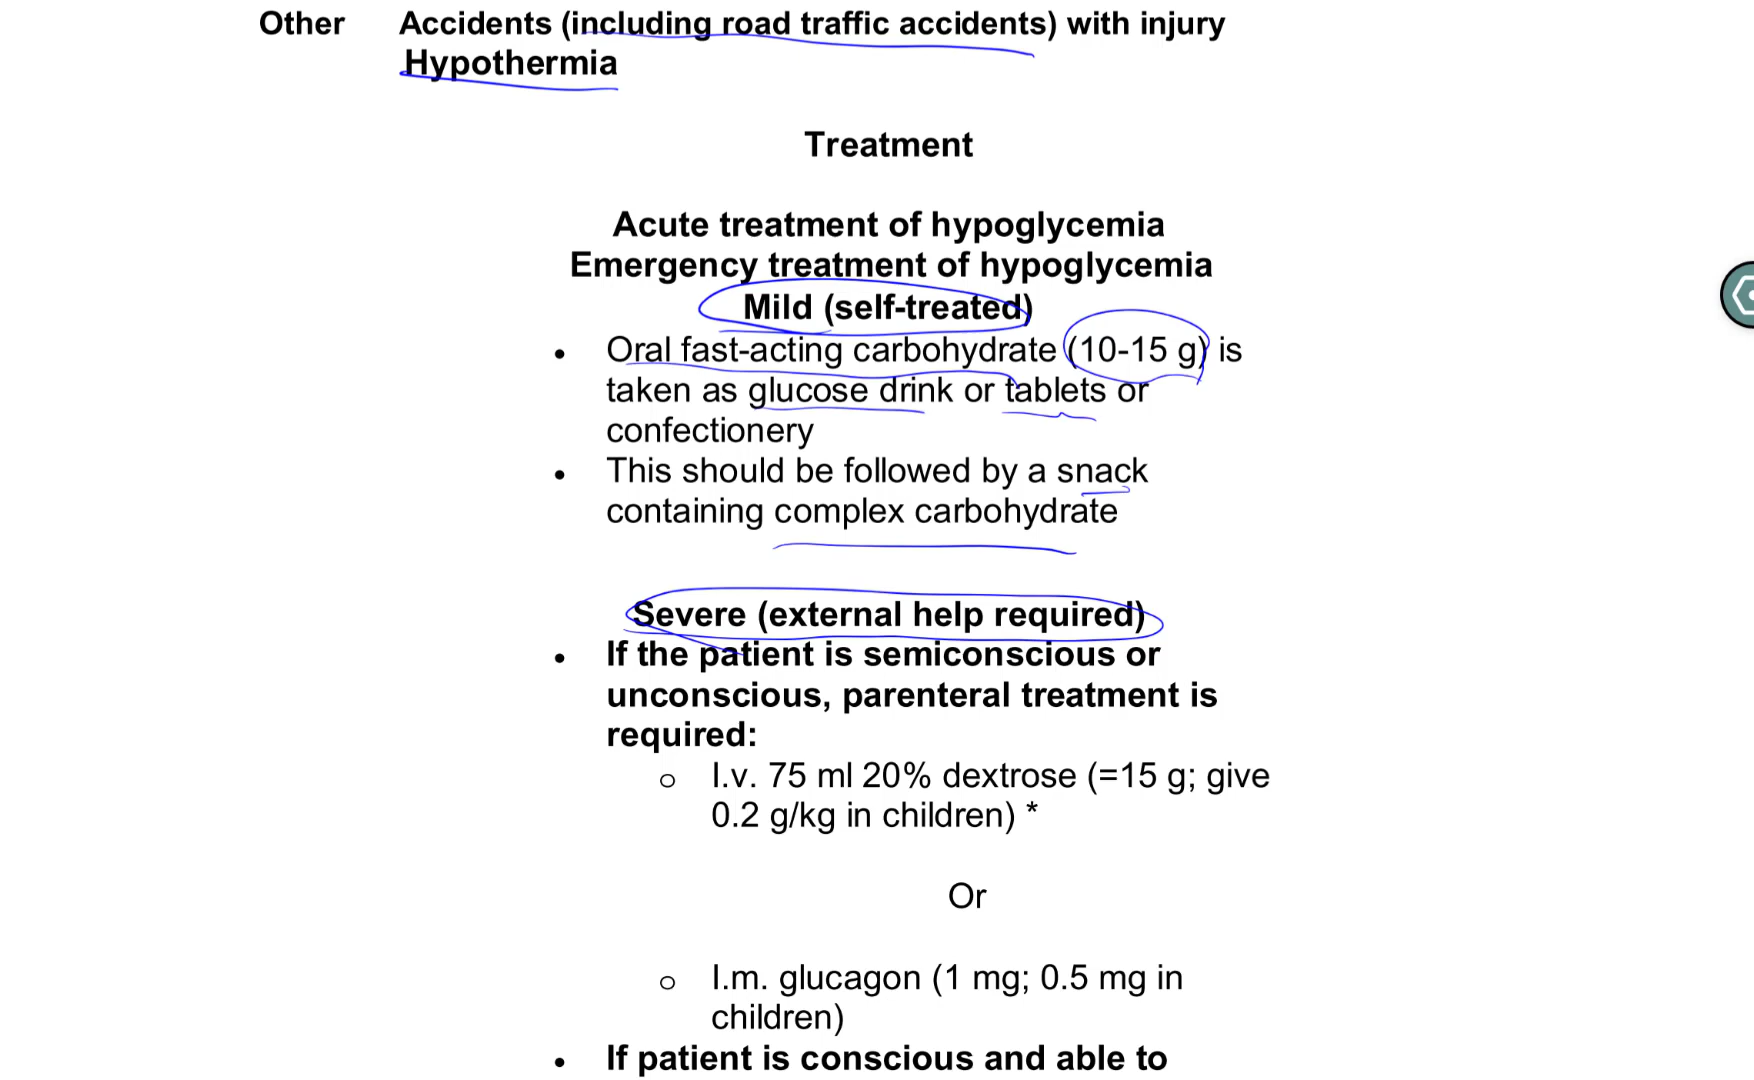 Other Accidents (including road traffic accidents) with injury
Hypothermia
Treatment
Acute treatment of hypoglycemia
Emergency treatment of hypoglycemia
Mild (self-treated)
• Oral fast-acting carbohydrate (10-15 g) is
taken as glucose drink or tablets or
confectionery
• This should be followed by a snack
containing complex carbohydrate
Severe (external help required)
• If the patient is semiconscious or
unconscious, parenteral treatment is
required:
o I.v. 75 ml 20% dextrose (=15 g; give
0.2 g/kg in children) *
Or
o I.m. glucagon (1 mg; 0.5 mg in
children)
• If patient is conscious and able to